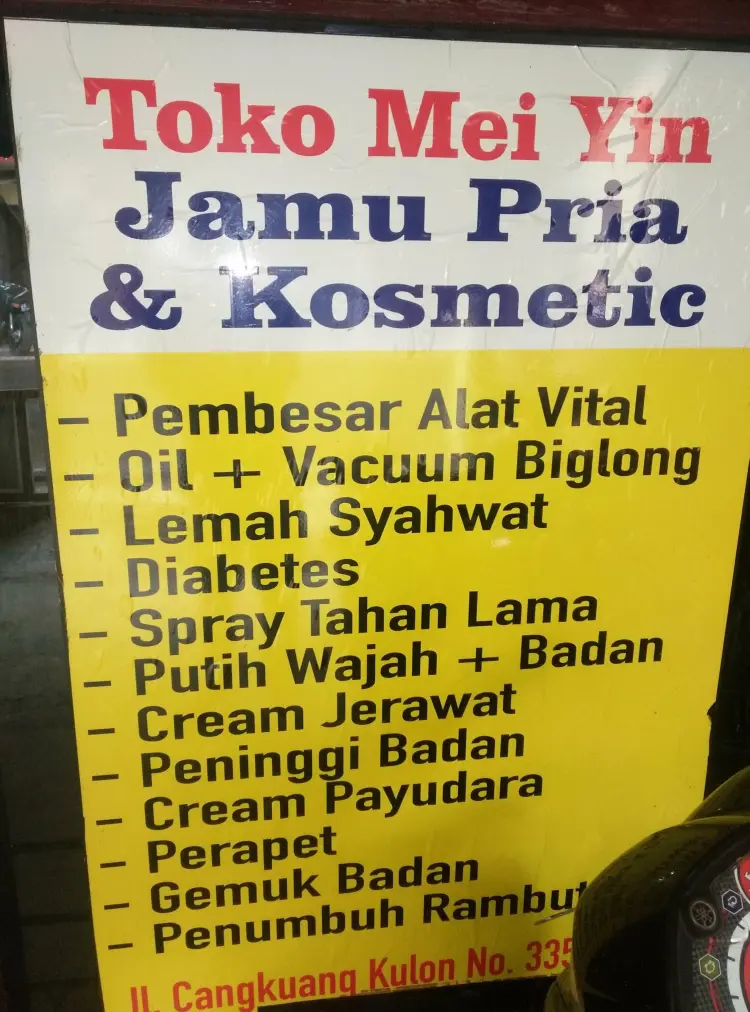 Toko Mei Yin
Jamu Pria
& Kosmetic
- Pembesar Alat Vital
- Oil + Vacuum Biglong
- Lemah Syahwat
- Diabetes
- Spray Tahan Lama
- Putih Wajah + Badan
- Cream Jerawat
- Peninggi Badan
- Cream Payudara
- Perapet
- Gemuk Badan
- Penumbuh Rambut
Jl. Cangkuang Kulon No. 335